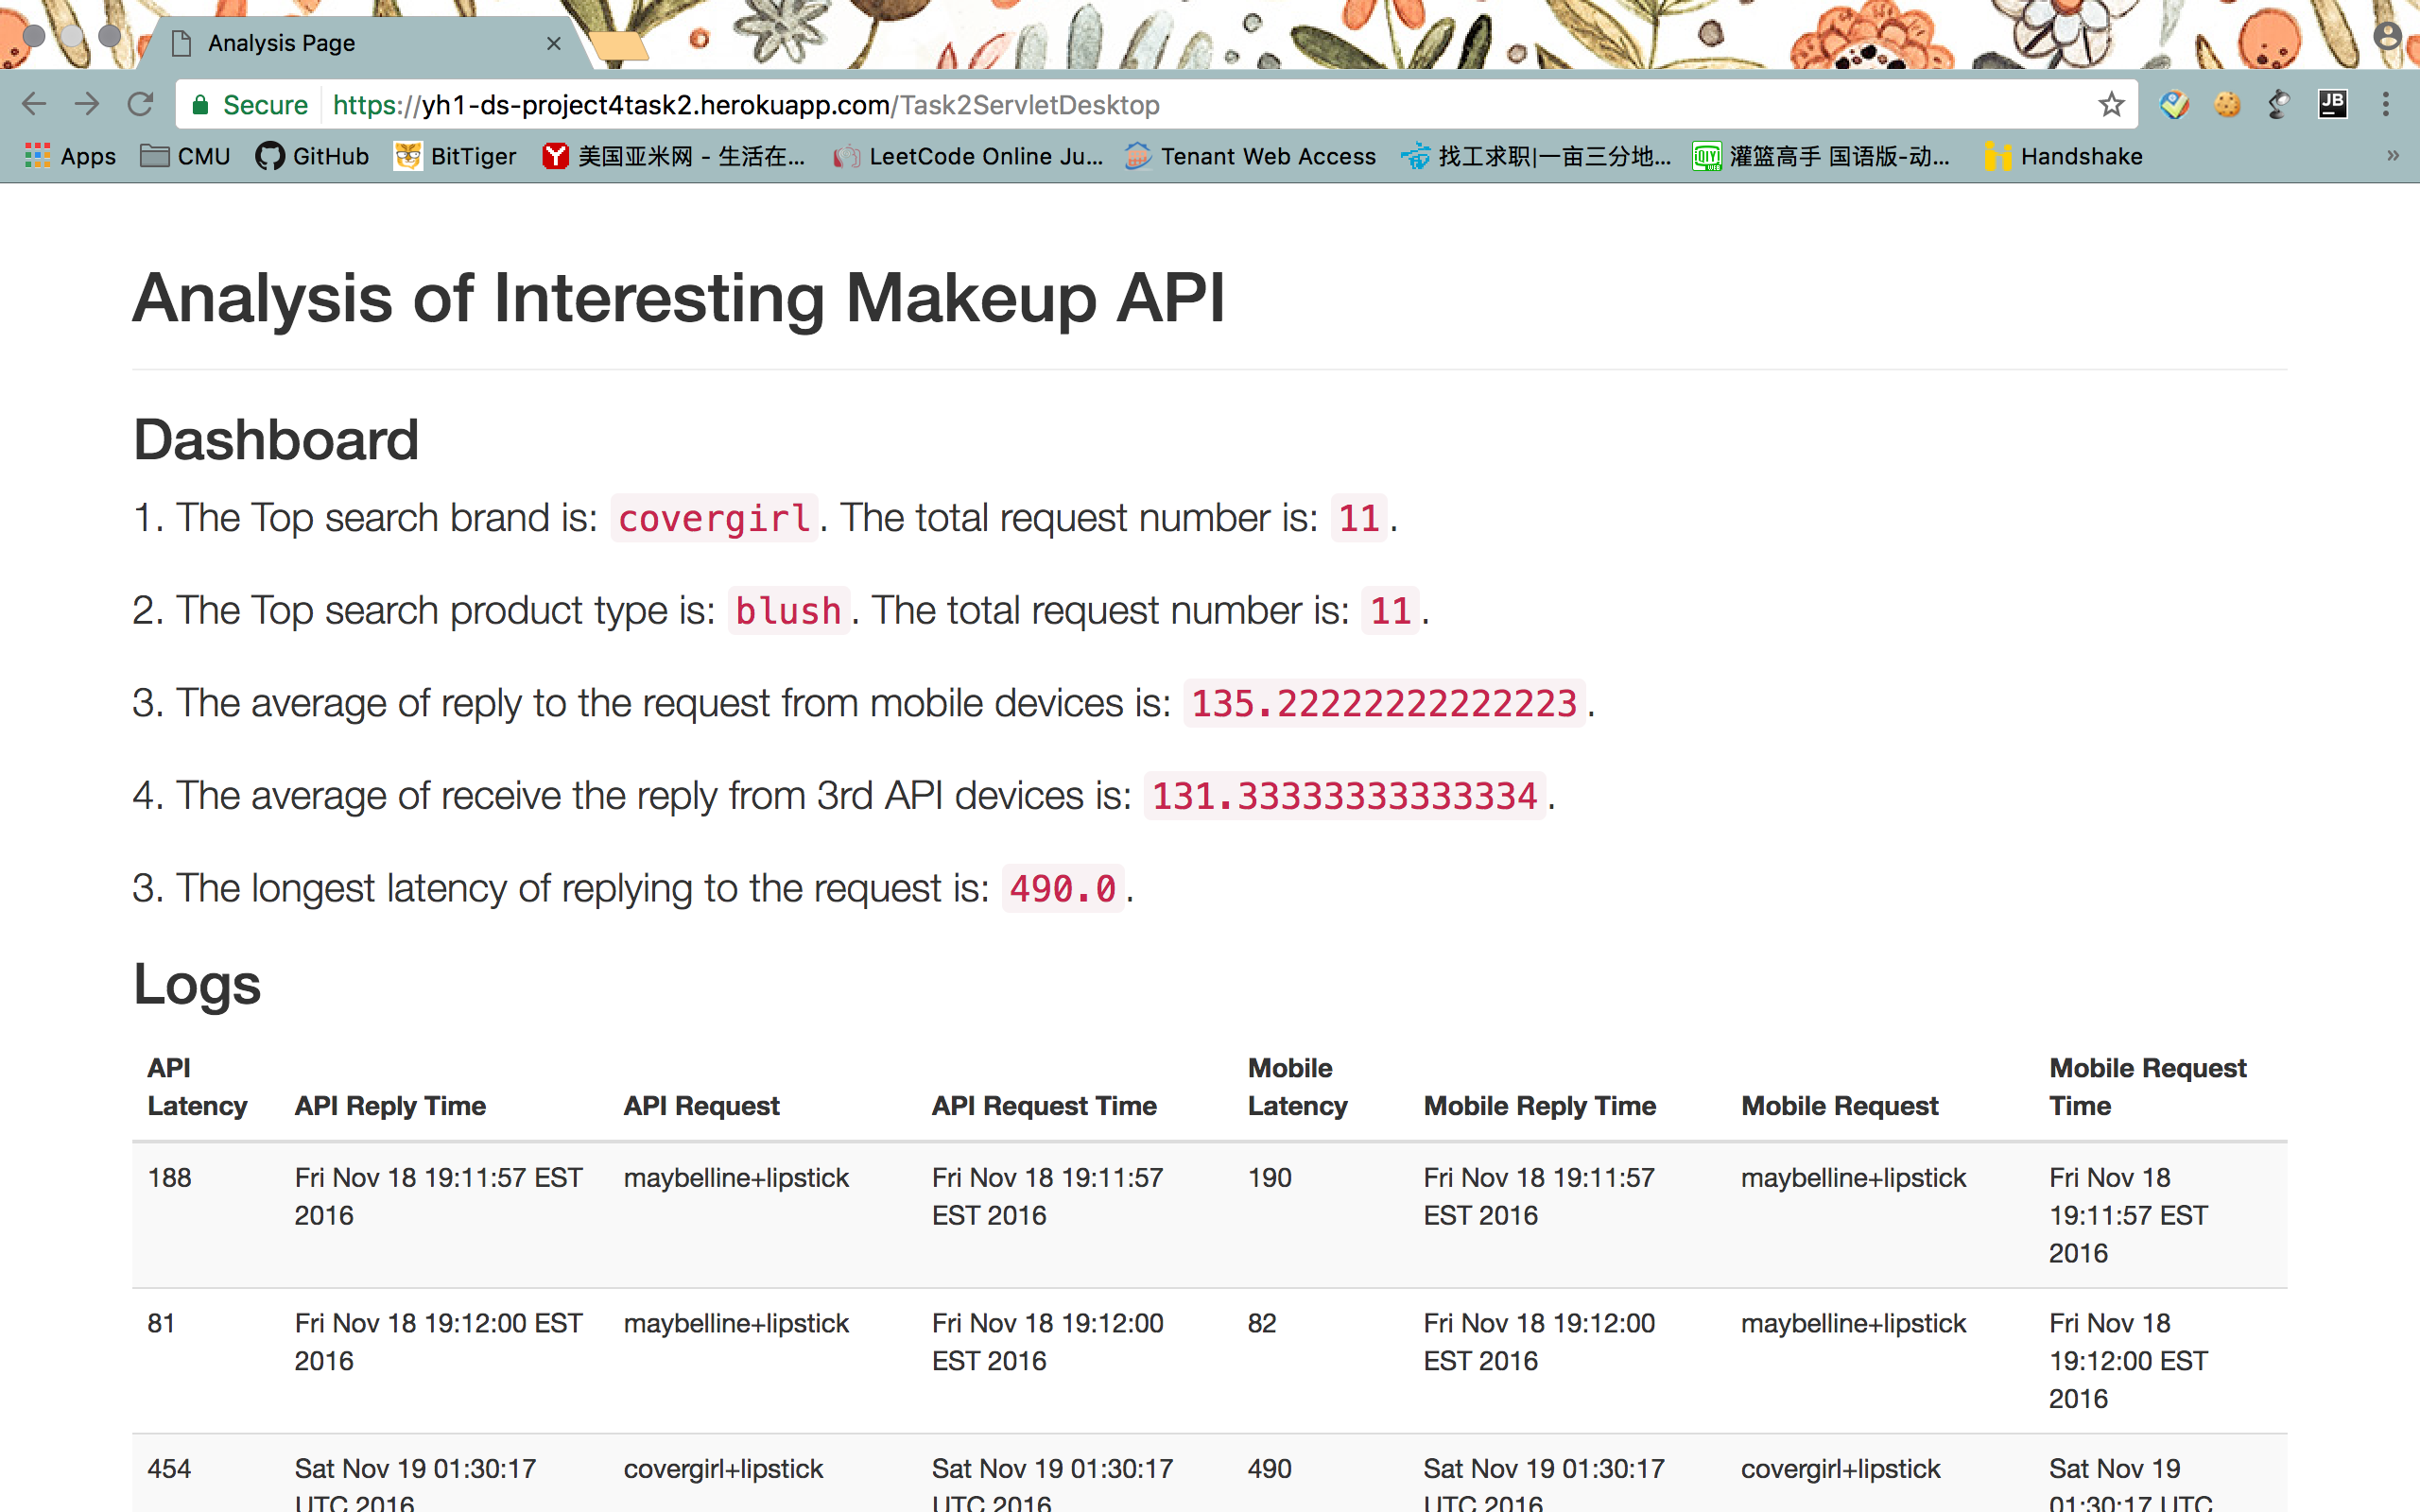 Analysis Page
Secure https://yh1-ds-project4task2.herokuapp.com/Task2ServletDesktop
JB
Apps CMU GitHub BitTiger 美国亚米网 - 生活在... LeetCode Online Ju... Tenant Web Access 找工求职|一亩三分地... 灌篮高手 国语版-动... Handshake »
Analysis of Interesting Makeup API
Dashboard
1. The Top search brand is: covergirl. The total request number is: 11.
2. The Top search product type is: blush. The total request number is: 11.
3. The average of reply to the request from mobile devices is: 135.22222222222223.
4. The average of receive the reply from 3rd API devices is: 131.33333333333334.
3. The longest latency of replying to the request is: 490.0.
Logs
API Mobile Mobile Request
Latency API Reply Time API Request API Request Time Latency Mobile Reply Time Mobile Request Time
188 Fri Nov 18 19:11:57 EST maybelline+lipstick Fri Nov 18 19:11:57 190 Fri Nov 18 19:11:57 maybelline+lipstick Fri Nov 18
2016 EST 2016 EST 2016 19:11:57 EST
2016
81 Fri Nov 18 19:12:00 EST maybelline+lipstick Fri Nov 18 19:12:00 82 Fri Nov 18 19:12:00 maybelline+lipstick Fri Nov 18
2016 EST 2016 EST 2016 19:12:00 EST
2016
454 Sat Nov 19 01:30:17 covergirl+lipstick Sat Nov 19 01:30:17 490 Sat Nov 19 01:30:17 covergirl+lipstick Sat Nov 19
UTC 2016 UTC 2016 UTC 2016 01:30:17 UTC